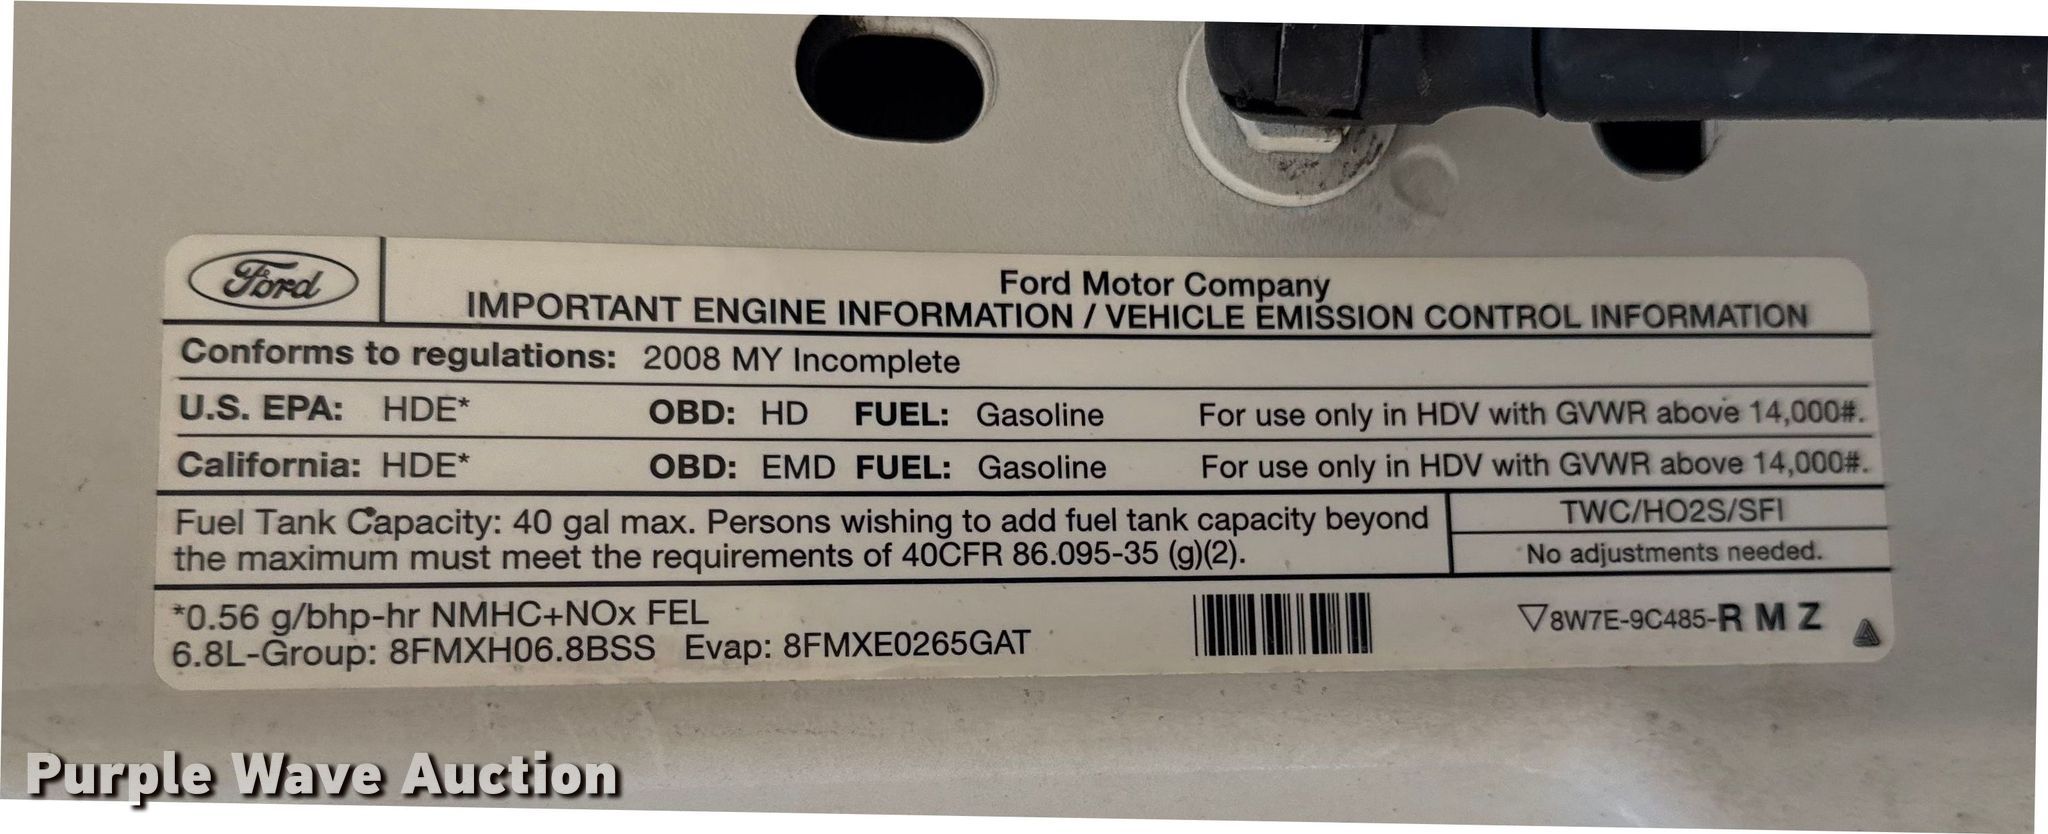 Ford
Ford Motor Company
IMPORTANT ENGINE INFORMATION / VEHICLE EMISSION CONTROL INFORMATION
Conforms to regulations: 2008 MY Incomplete
U.S. EPA: HDE* OBD: HD FUEL: Gasoline For use only in HDV with GVWR above 14,000#.
California: HDE* OBD: EMD FUEL: Gasoline For use only in HDV with GVWR above 14,000#.
Fuel Tank Capacity: 40 gal max. Persons wishing to add fuel tank capacity beyond
the maximum must meet the requirements of 40CFR 86.095-35 (g)(2).
TWC/HO2S/SFI
No adjustments needed.
*0.56 g/bhp-hr NMHC+NOx FEL
6.8L-Group: 8FMXH06.8BSS Evap: 8FMXE0265GAT
▽8W7E-9C485-R M Z
Purple Wave Auction